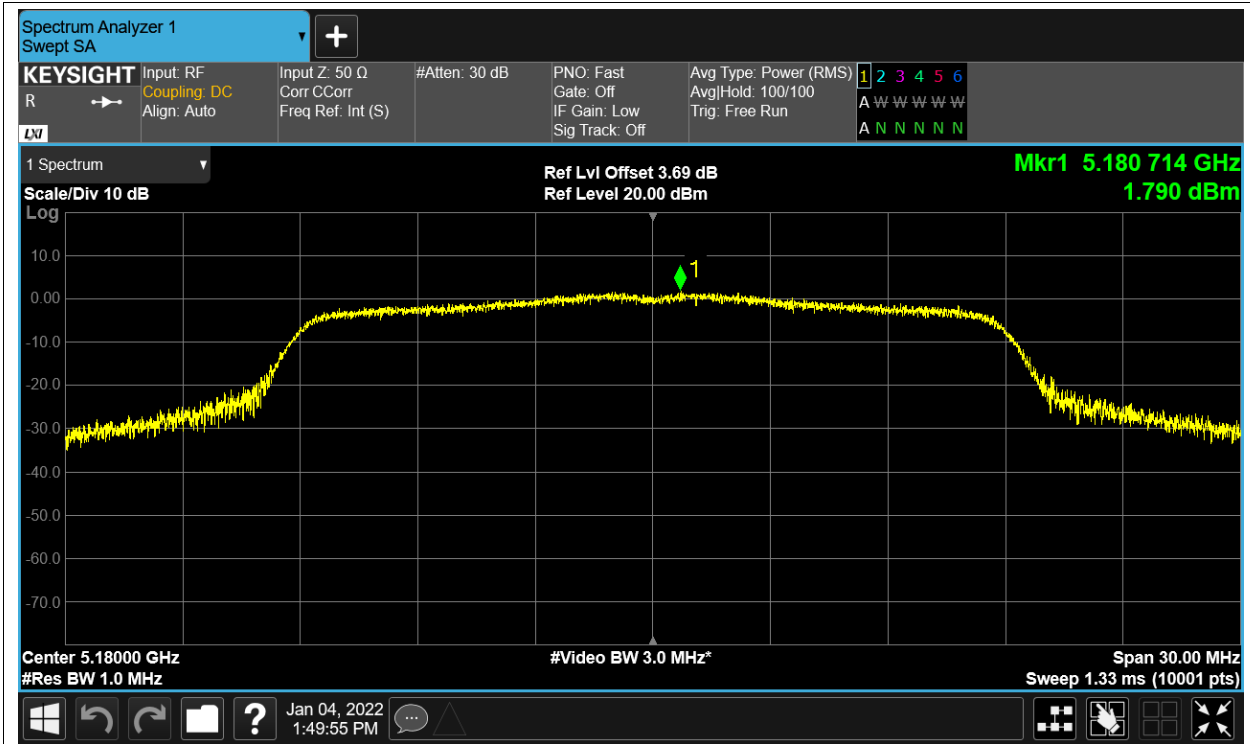 Spectrum Analyzer 1
Swept SA
KEYSIGHT
R
LXI
Input: RF
Coupling: DC
Align: Auto
Input Z: 50 Ω
Corr CCorr
Freq Ref: Int (S)
#Atten: 30 dB
PNO: Fast
Gate: Off
IF Gain: Low
Sig Track: Off
Avg Type: Power (RMS)
Avg|Hold: 100/100
Trig: Free Run
1 2 3 4 5 6
A W W W W W
A N N N N N
1 Spectrum
Scale/Div 10 dB
Log
Ref Lvl Offset 3.69 dB
Ref Level 20.00 dBm
Mkr1 5.180 714 GHz
1.790 dBm
1
10.0
0.00
-10.0
-20.0
-30.0
-40.0
-50.0
-60.0
-70.0
Center 5.18000 GHz
#Res BW 1.0 MHz
#Video BW 3.0 MHz*
Span 30.00 MHz
Sweep 1.33 ms (10001 pts)
?
Jan 04, 2022
1:49:55 PM